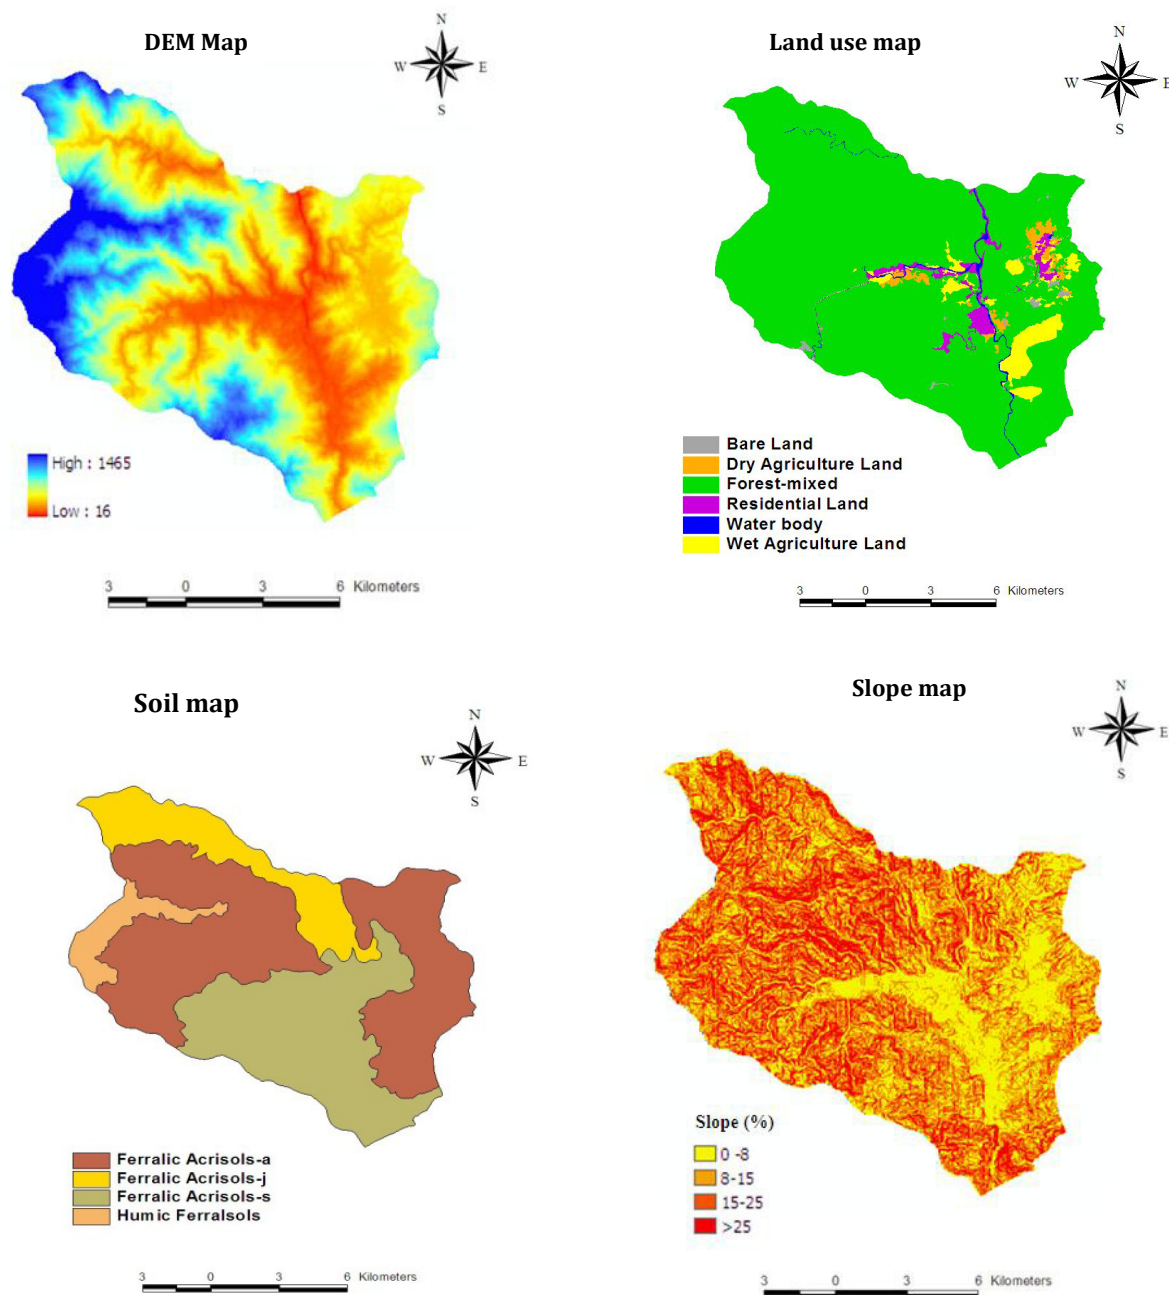 DEM Map
N
W E
S
High : 1465
Low : 16
3 0 3 6 Kilometers
Land use map
N
W E
S
Bare Land
Dry Agriculture Land
Forest-mixed
Residential Land
Water body
Wet Agriculture Land
3 0 3 6 Kilometers
Soil map
N
W E
S
Ferralic Acrisols-a
Ferralic Acrisols-j
Ferralic Acrisols-s
Humic Ferralsols
3 0 3 6 Kilometers
Slope map
N
W E
S
Slope (%)
0 -8
8-15
15-25
>25
3 0 3 6 Kilometers